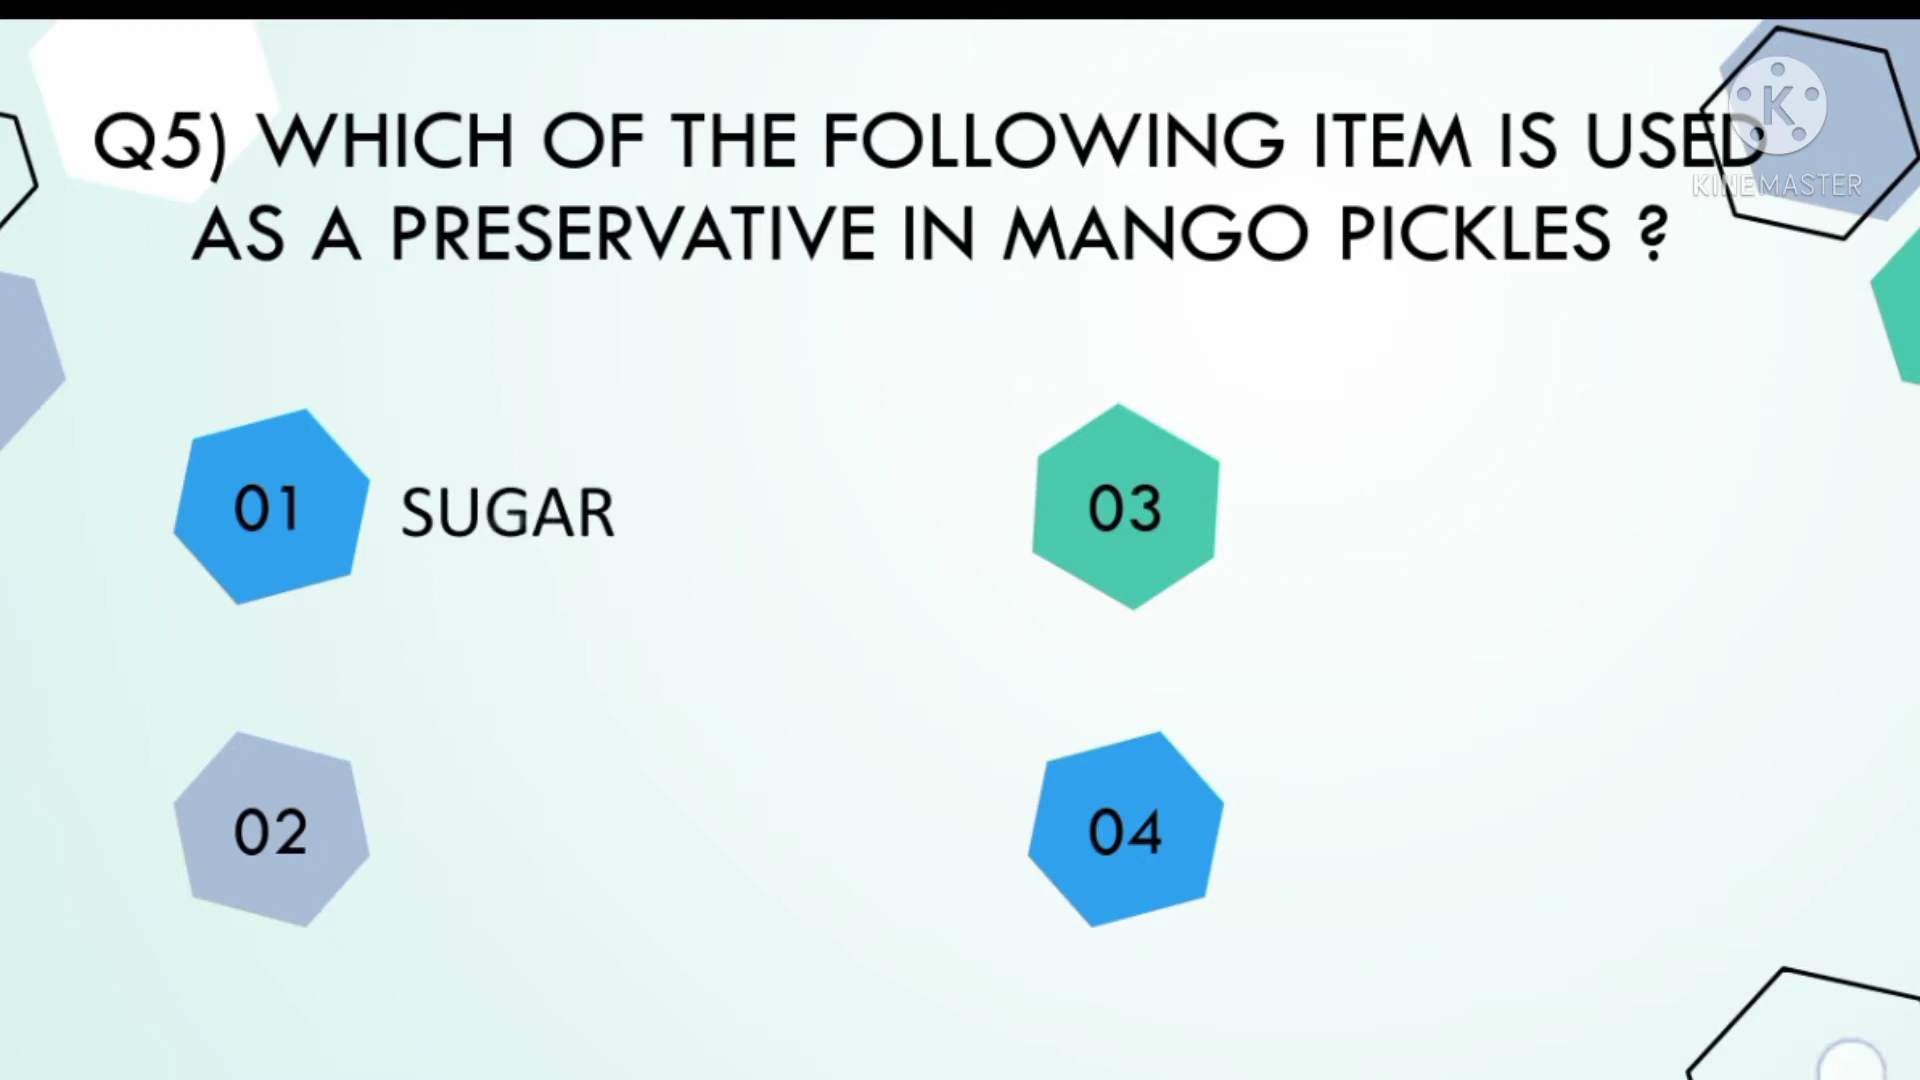 Q5) WHICH OF THE FOLLOWING ITEM IS USED
AS A PRESERVATIVE IN MANGO PICKLES ?
K
KINEMASTER
01 SUGAR
03
02
04